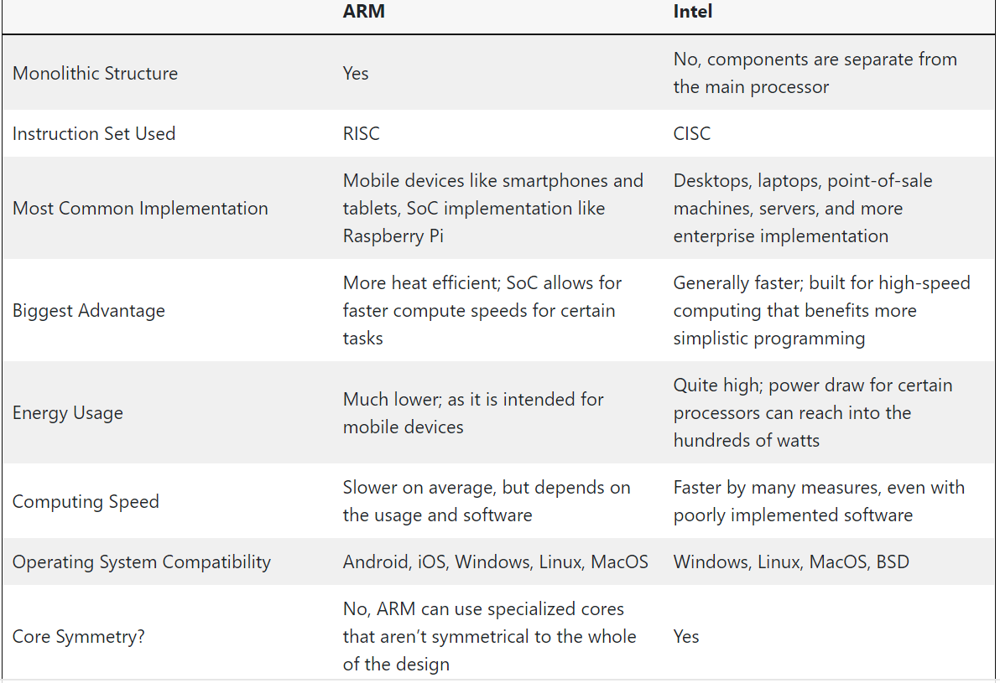 ARM Intel
Monolithic Structure
Yes
No, components are separate from
the main processor
Instruction Set Used
RISC
CISC
Most Common Implementation
Mobile devices like smartphones and
tablets, SoC implementation like
Raspberry Pi
Desktops, laptops, point-of-sale
machines, servers, and more
enterprise implementation
Biggest Advantage
More heat efficient; SoC allows for
faster compute speeds for certain
tasks
Generally faster; built for high-speed
computing that benefits more
simplistic programming
Energy Usage
Much lower; as it is intended for
mobile devices
Quite high; power draw for certain
processors can reach into the
hundreds of watts
Computing Speed
Slower on average, but depends on
the usage and software
Faster by many measures, even with
poorly implemented software
Operating System Compatibility
Android, iOS, Windows, Linux, MacOS
Windows, Linux, MacOS, BSD
Core Symmetry?
No, ARM can use specialized cores
that aren’t symmetrical to the whole
of the design
Yes